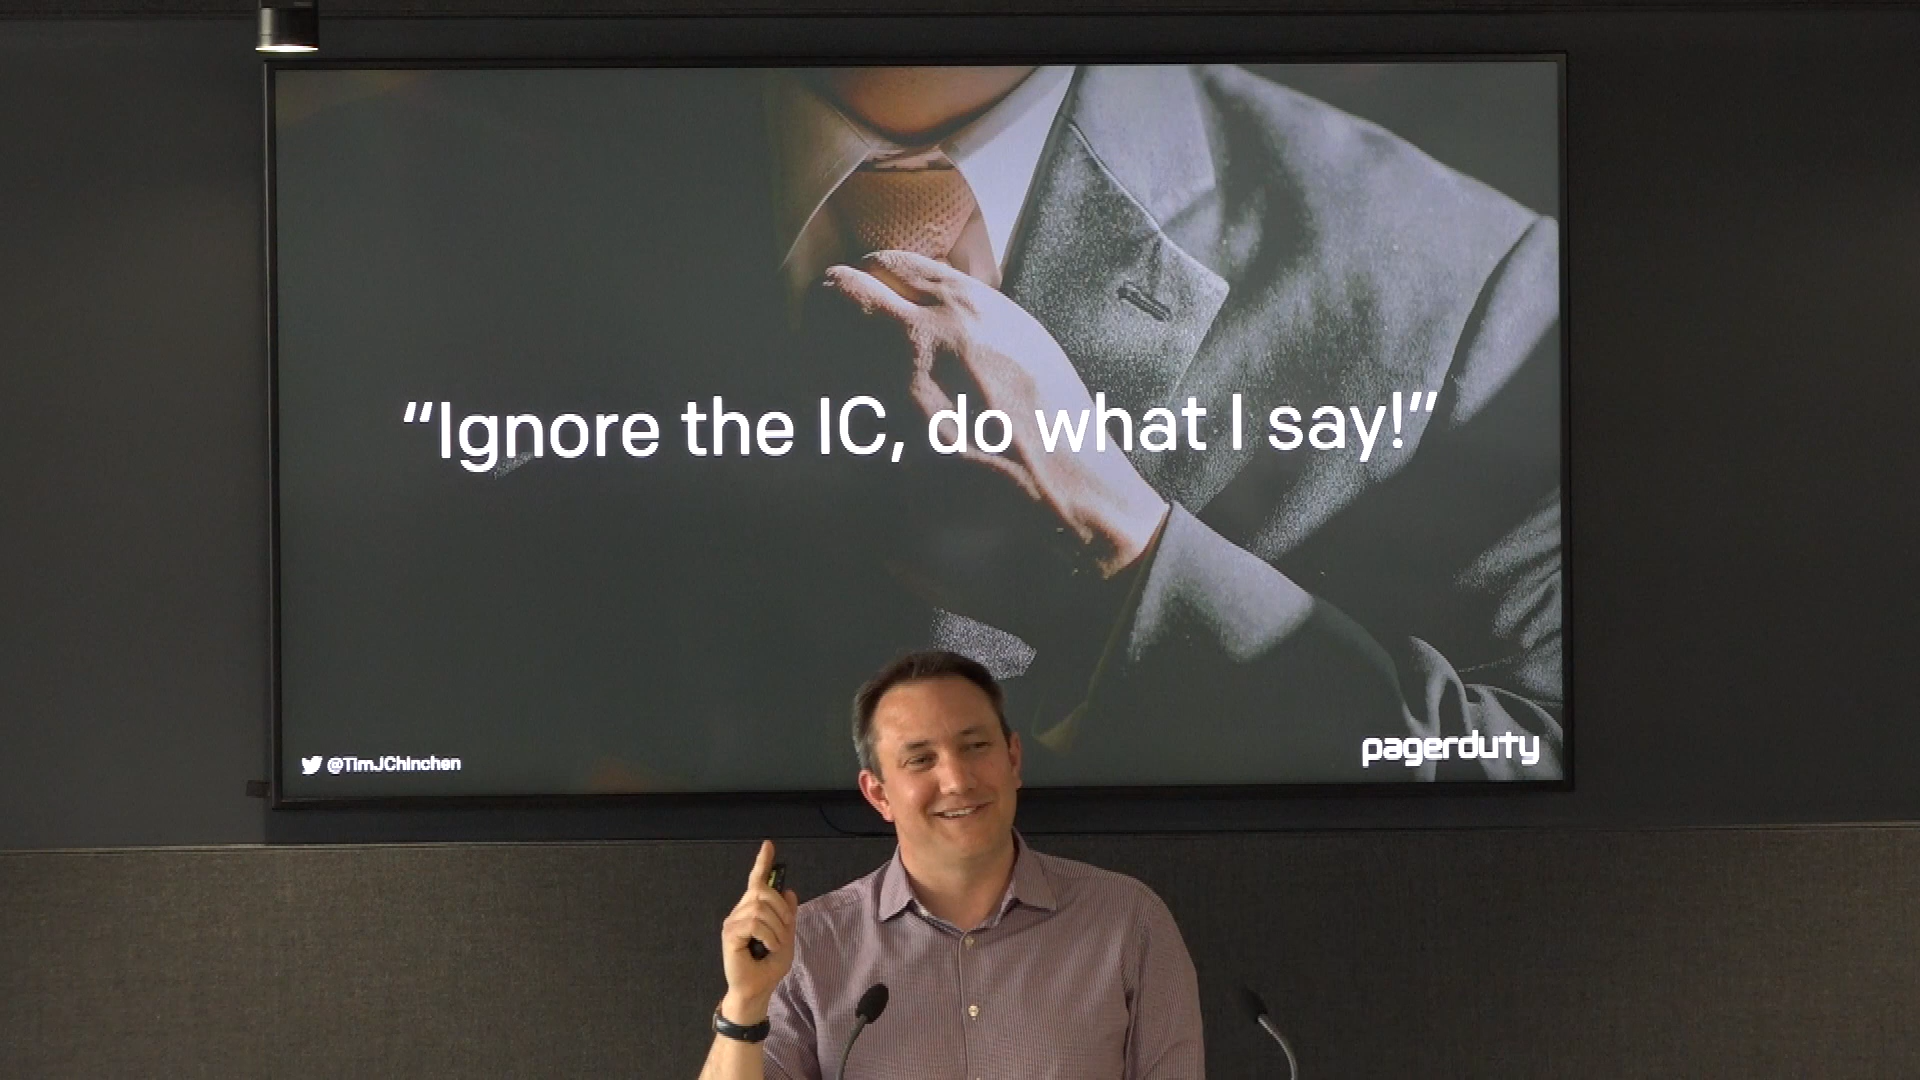 “Ignore the IC, do what I say!”
@TimJChinchen
pagerduty